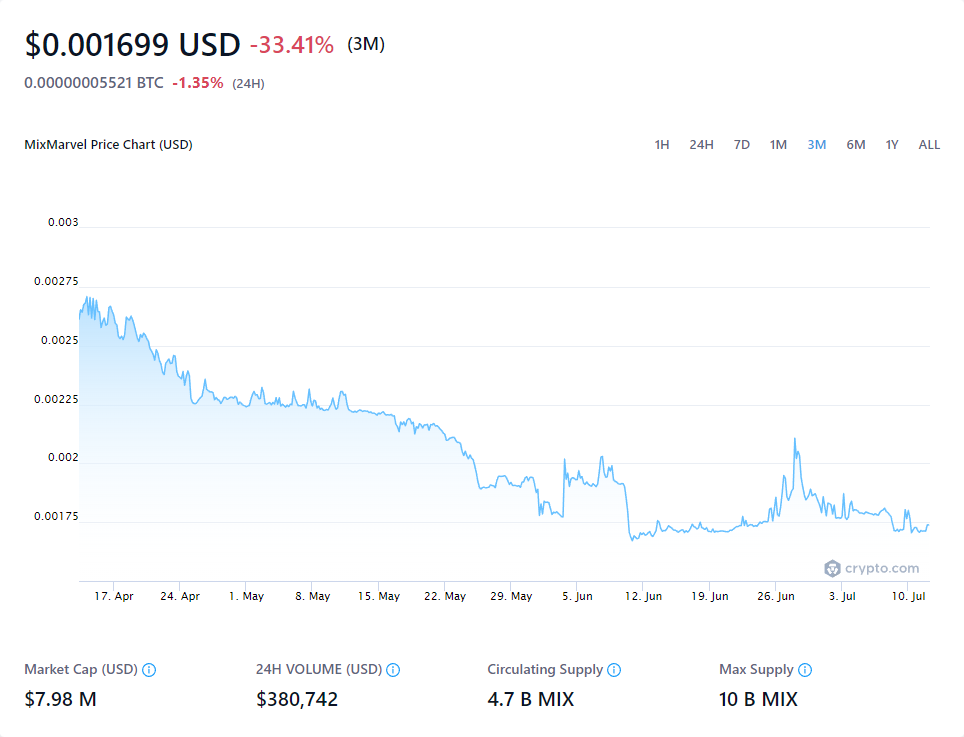 $0.001699 USD -33.41% (3M)
0.00000005521 BTC -1.35% (24H)
MixMarvel Price Chart (USD) 1H 24H 7D 1M 3M 6M 1Y ALL
0.003
0.00275
0.0025
0.00225
0.002
0.00175
crypto.com
17. Apr 24. Apr 1. May 8. May 15. May 22. May 29. May 5. Jun 12. Jun 19. Jun 26. Jun 3. Jul 10. Jul
Market Cap (USD) 24H VOLUME (USD) Circulating Supply Max Supply
$7.98 M $380,742 4.7 B MIX 10 B MIX